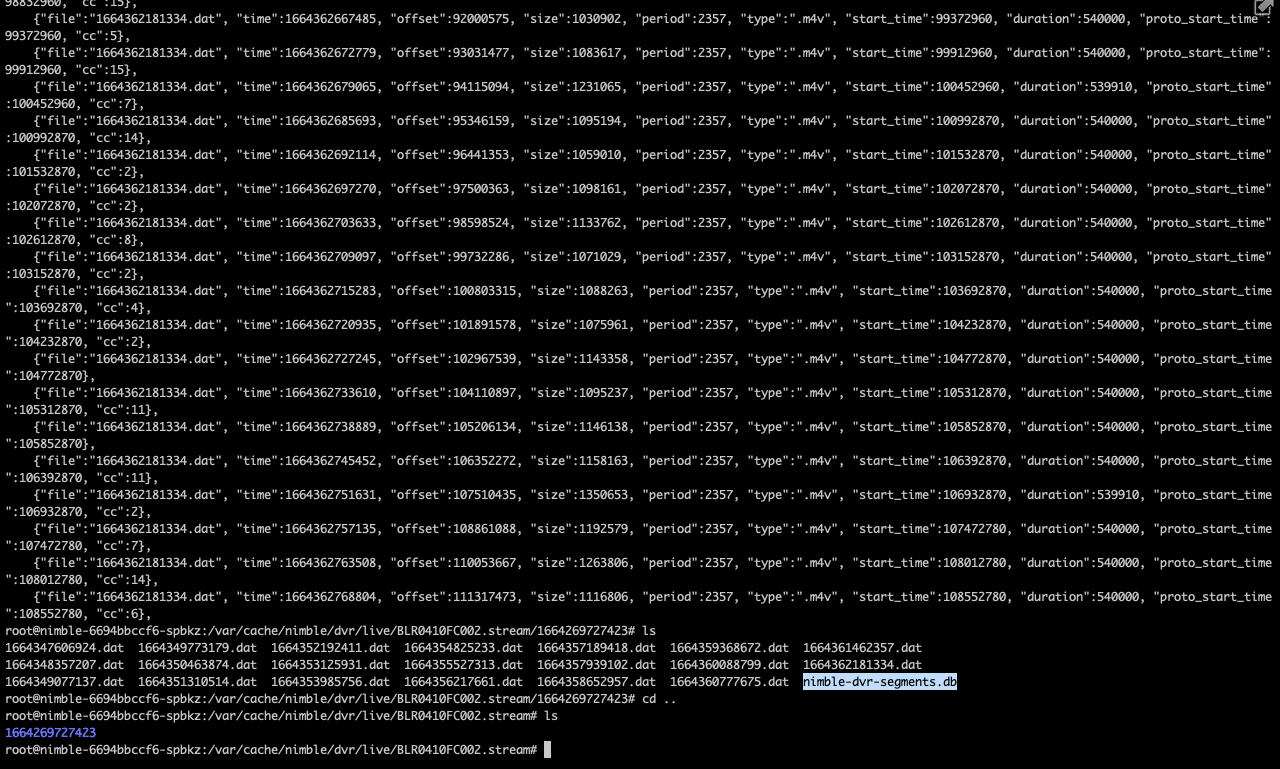 98832960, "cc":15},
    {"file":"1664362181334.dat", "time":1664362667485, "offset":92000575, "size":1030902, "period":2357, "type":".m4v", "start_time":99372960, "duration":540000, "proto_start_time":
99372960, "cc":5},
    {"file":"1664362181334.dat", "time":1664362672779, "offset":93031477, "size":1083617, "period":2357, "type":".m4v", "start_time":99912960, "duration":540000, "proto_start_time":
99912960, "cc":15},
    {"file":"1664362181334.dat", "time":1664362679065, "offset":94115094, "size":1231065, "period":2357, "type":".m4v", "start_time":100452960, "duration":539910, "proto_start_time"
:100452960, "cc":7},
    {"file":"1664362181334.dat", "time":1664362685693, "offset":95346159, "size":1095194, "period":2357, "type":".m4v", "start_time":100992870, "duration":540000, "proto_start_time"
:100992870, "cc":14},
    {"file":"1664362181334.dat", "time":1664362692114, "offset":96441353, "size":1059010, "period":2357, "type":".m4v", "start_time":101532870, "duration":540000, "proto_start_time"
:101532870, "cc":2},
    {"file":"1664362181334.dat", "time":1664362697270, "offset":97500363, "size":1098161, "period":2357, "type":".m4v", "start_time":102072870, "duration":540000, "proto_start_time"
:102072870, "cc":2},
    {"file":"1664362181334.dat", "time":1664362703633, "offset":98598524, "size":1133762, "period":2357, "type":".m4v", "start_time":102612870, "duration":540000, "proto_start_time"
:102612870, "cc":8},
    {"file":"1664362181334.dat", "time":1664362709097, "offset":99732286, "size":1071029, "period":2357, "type":".m4v", "start_time":103152870, "duration":540000, "proto_start_time"
:103152870, "cc":2},
    {"file":"1664362181334.dat", "time":1664362715283, "offset":100803315, "size":1088263, "period":2357, "type":".m4v", "start_time":103692870, "duration":540000, "proto_start_time
":103692870, "cc":4},
    {"file":"1664362181334.dat", "time":1664362720935, "offset":101891578, "size":1075961, "period":2357, "type":".m4v", "start_time":104232870, "duration":540000, "proto_start_time
":104232870, "cc":2},
    {"file":"1664362181334.dat", "time":1664362727245, "offset":102967539, "size":1143358, "period":2357, "type":".m4v", "start_time":104772870, "duration":540000, "proto_start_time
":104772870},
    {"file":"1664362181334.dat", "time":1664362733610, "offset":104110897, "size":1095237, "period":2357, "type":".m4v", "start_time":105312870, "duration":540000, "proto_start_time
":105312870, "cc":11},
    {"file":"1664362181334.dat", "time":1664362738889, "offset":105206134, "size":1146138, "period":2357, "type":".m4v", "start_time":105852870, "duration":540000, "proto_start_time
":105852870},
    {"file":"1664362181334.dat", "time":1664362745452, "offset":106352272, "size":1158163, "period":2357, "type":".m4v", "start_time":106392870, "duration":540000, "proto_start_time
":106392870, "cc":11},
    {"file":"1664362181334.dat", "time":1664362751631, "offset":107510435, "size":1350653, "period":2357, "type":".m4v", "start_time":106932870, "duration":539910, "proto_start_time
":106932870, "cc":2},
    {"file":"1664362181334.dat", "time":1664362757135, "offset":108861088, "size":1192579, "period":2357, "type":".m4v", "start_time":107472780, "duration":540000, "proto_start_time
":107472780, "cc":7},
    {"file":"1664362181334.dat", "time":1664362763508, "offset":110053667, "size":1263806, "period":2357, "type":".m4v", "start_time":108012780, "duration":540000, "proto_start_time
":108012780, "cc":14},
    {"file":"1664362181334.dat", "time":1664362768804, "offset":111317473, "size":1116806, "period":2357, "type":".m4v", "start_time":108552780, "duration":540000, "proto_start_time
":108552780, "cc":6},
root@nimble-6694bbccf6-spbkz:/var/cache/nimble/dvr/live/BLR0410FC002.stream/1664269727423# ls
1664347606924.dat  1664349773179.dat  1664352192411.dat  1664354825233.dat  1664357189418.dat  1664359368672.dat  1664361462357.dat
1664348357207.dat  1664350463874.dat  1664353125931.dat  1664355527313.dat  1664357939102.dat  1664360088799.dat  1664362181334.dat
1664349077137.dat  1664351310514.dat  1664353985756.dat  1664356217661.dat  1664358652957.dat  1664360777675.dat  nimble-dvr-segments.db
root@nimble-6694bbccf6-spbkz:/var/cache/nimble/dvr/live/BLR0410FC002.stream/1664269727423# cd ..
root@nimble-6694bbccf6-spbkz:/var/cache/nimble/dvr/live/BLR0410FC002.stream# ls
1664269727423
root@nimble-6694bbccf6-spbkz:/var/cache/nimble/dvr/live/BLR0410FC002.stream#